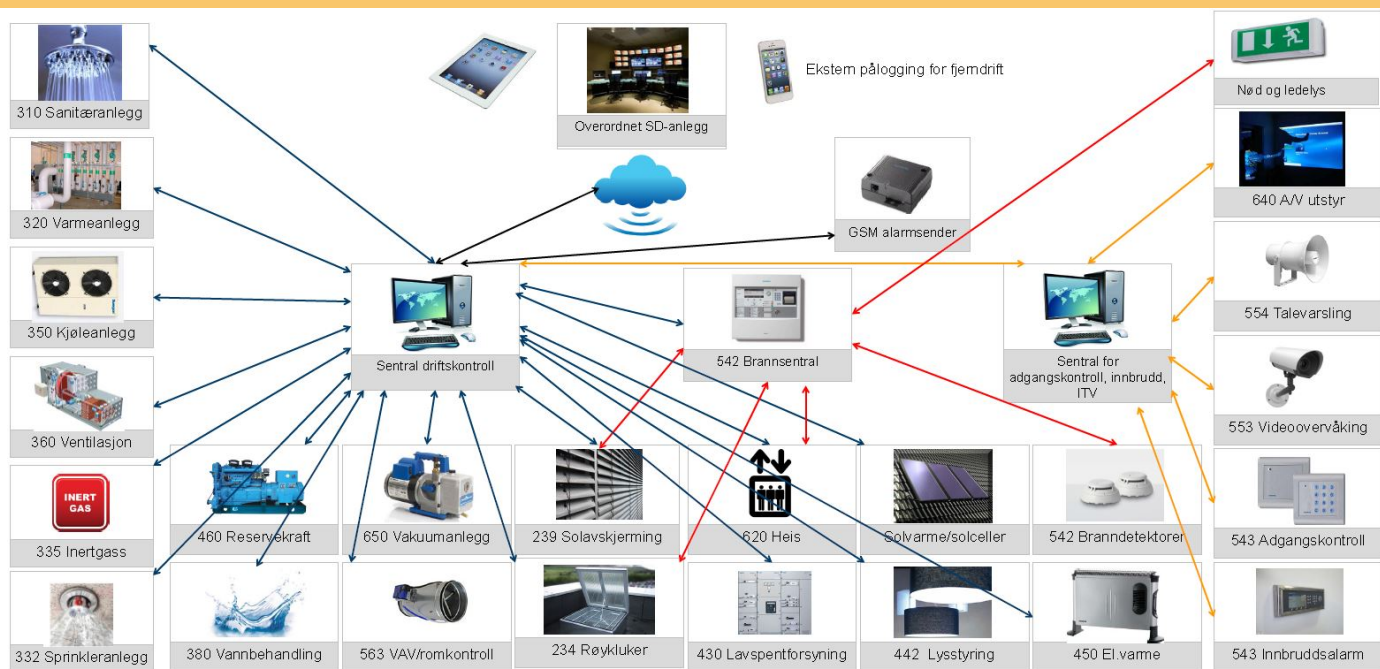 310 Sanitæranlegg
Overordnet SD-anlegg
Ekstern pålogging for fjerndrift
Nød og ledelys
320 Varmeanlegg
GSM alarmsender
640 A/V utstyr
350 Kjøleanlegg
Sentral driftskontroll
542 Brannsentral
Sentral for
adgangskontroll, innbrudd,
ITV
554 Talevarsling
360 Ventilasjon
553 Videoovervåking
INERT
GAS
335 Inertgass
460 Reservekraft
650 Vakuumanlegg
239 Solavskjerming
620 Heis
Solvarme/solceller
542 Branndetektorer
543 Adgangskontroll
332 Sprinkleranlegg
380 Vannbehandling
563 VAV/romkontroll
234 Røykluker
430 Lavspentforsyning
442 Lysstyring
450 El.varme
543 Innbruddsalarm